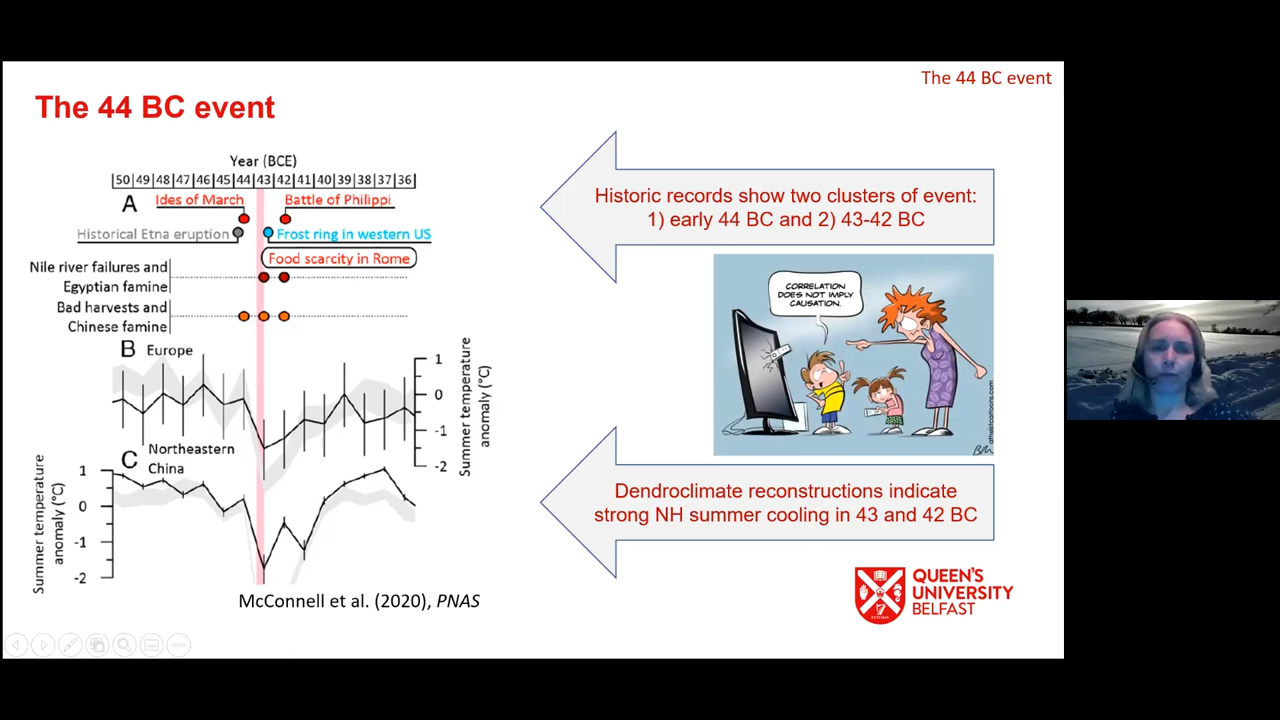 The 44 BC event
The 44 BC event
Year (BCE)
50 49 48 47 46 45 44 43 42 41 40 39 38 37 36
A
Ides of March
Battle of Philippi
Historical Etna eruption
Frost ring in western US
Food scarcity in Rome
Nile river failures and
Egyptian famine
Bad harvests and
Chinese famine
B Europe
1
0
-1
-2
Summer temperature
anomaly (°C)
C Northeastern
China
1
0
-1
-2
Summer temperature
anomaly (°C)
McConnell et al. (2020), PNAS
Historic records show two clusters of event:
1) early 44 BC and 2) 43-42 BC
CORRELATION
DOES NOT IMPLY
CAUSATION.
atheistcartoons.com
Dendroclimate reconstructions indicate
strong NH summer cooling in 43 and 42 BC
QUEEN'S
UNIVERSITY
BELFAST